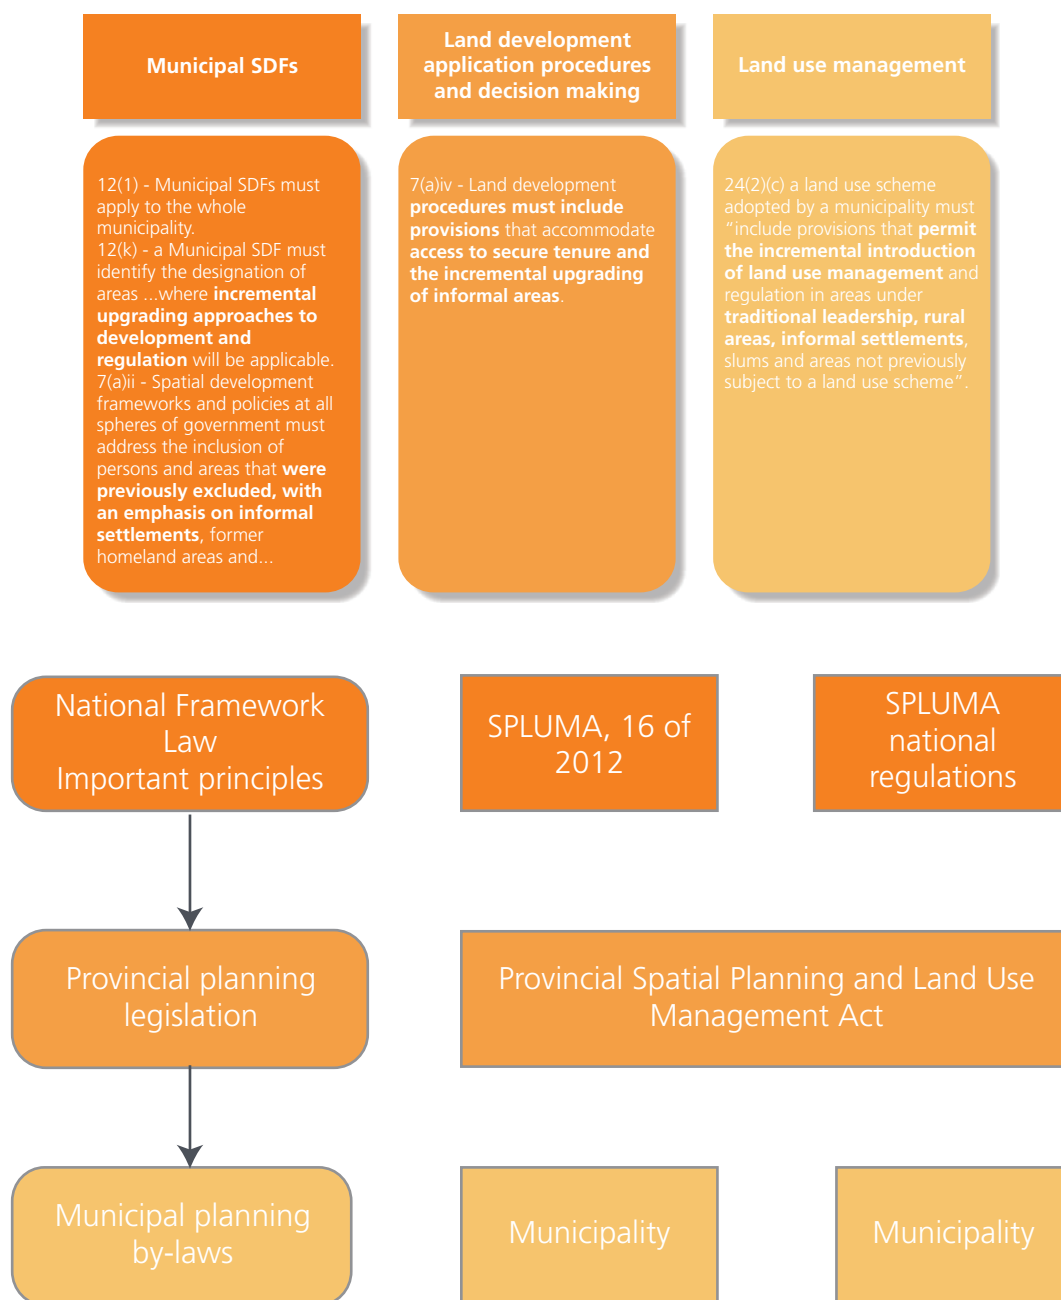 Municipal SDFs
Land development
application procedures
and decision making
Land use management
12(1) - Municipal SDFs must
apply to the whole
municipality.
12(k) - a Municipal SDF must
identify the designation of
areas ...where incremental
upgrading approaches to
development and
regulation will be applicable.
7(a)ii - Spatial development
frameworks and policies at all
spheres of government must
address the inclusion of
persons and areas that were
previously excluded, with
an emphasis on informal
settlements, former
homeland areas and...
7(a)iv - Land development
procedures must include
provisions that accommodate
access to secure tenure and
the incremental upgrading
of informal areas.
24(2)(c) a land use scheme
adopted by a municipality must
“include provisions that permit
the incremental introduction
of land use management and
regulation in areas under
traditional leadership, rural
areas, informal settlements,
slums and areas not previously
subject to a land use scheme”.
National Framework
Law
Important principles
SPLUMA, 16 of
2012
SPLUMA
national
regulations
Provincial planning
legislation
Provincial Spatial Planning and Land Use
Management Act
Municipal planning
by-laws
Municipality
Municipality